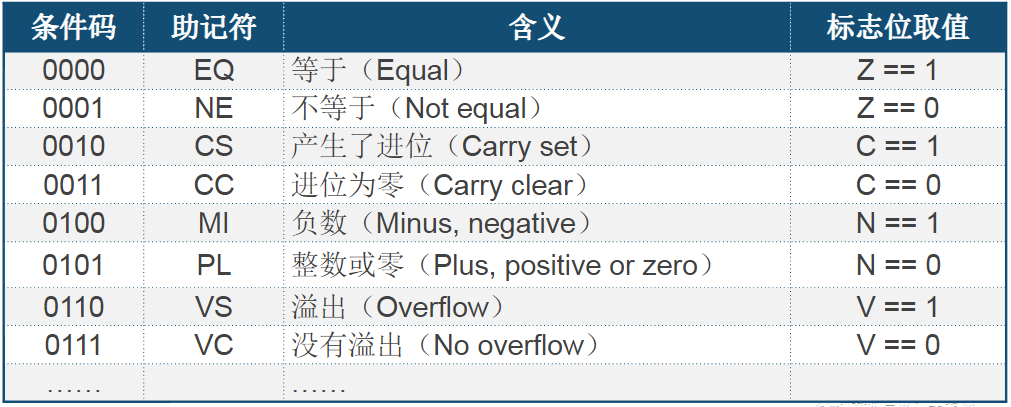 条件码 助记符 含义 标志位取值
0000 EQ 等于（Equal） Z == 1
0001 NE 不等于（Not equal） Z == 0
0010 CS 产生了进位（Carry set） C == 1
0011 CC 进位为零（Carry clear） C == 0
0100 MI 负数（Minus, negative） N == 1
0101 PL 整数或零（Plus, positive or zero） N == 0
0110 VS 溢出（Overflow） V == 1
0111 VC 没有溢出（No overflow） V == 0
…… ……